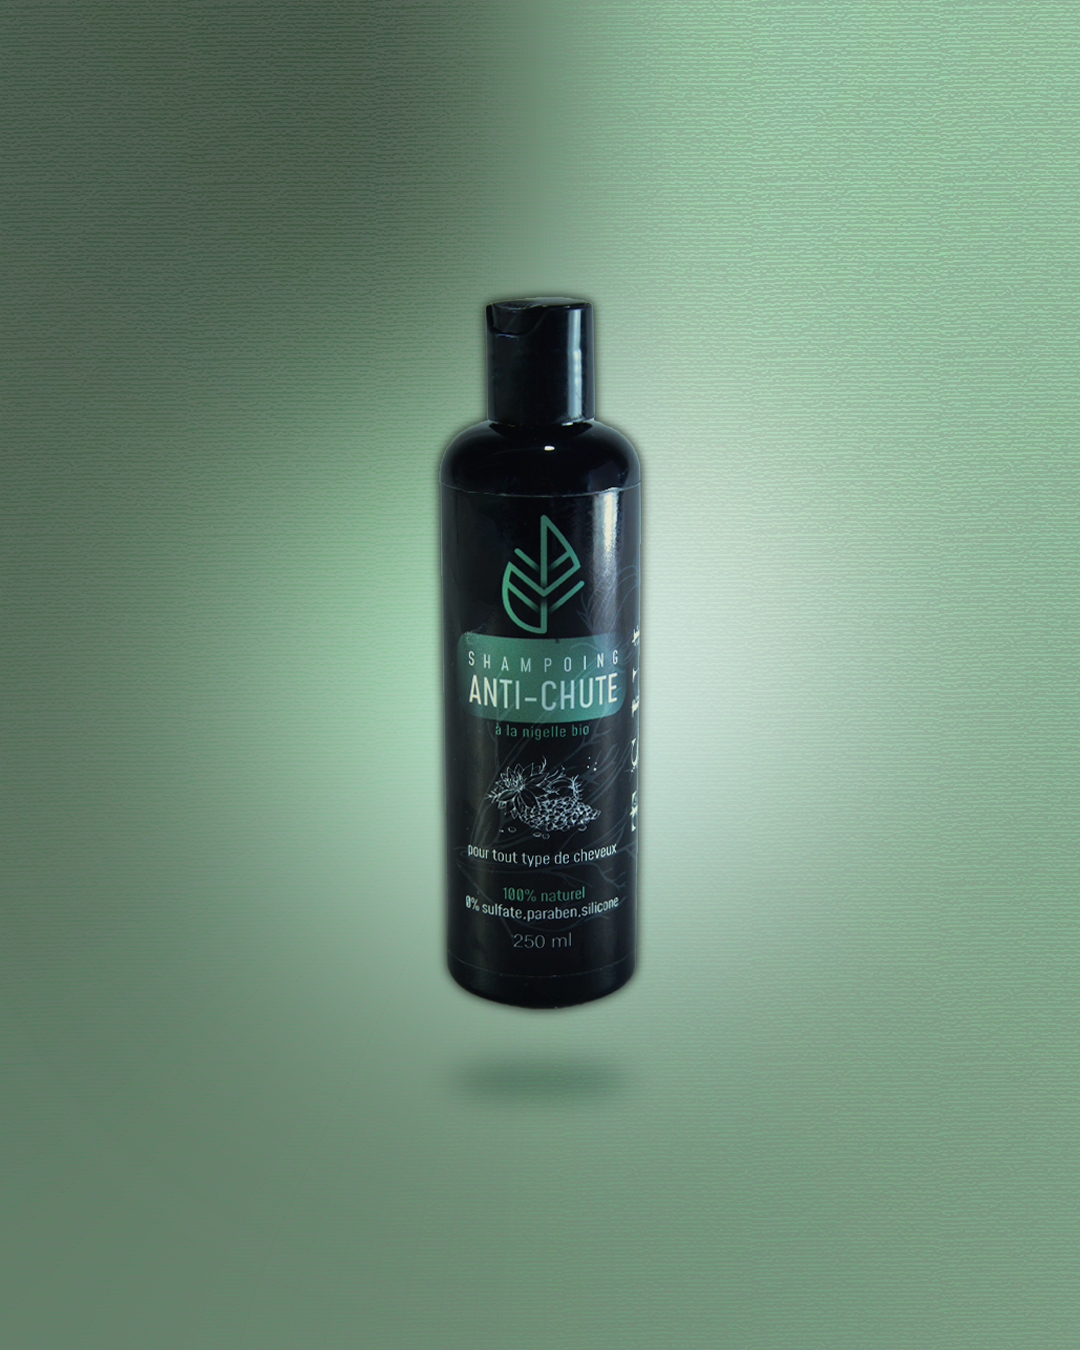 SHAMPOING
ANTI-CHUTE
à la nigelle bio
pour tout type de cheveux
100% naturel
0% sulfate,paraben,silicone
250 ml